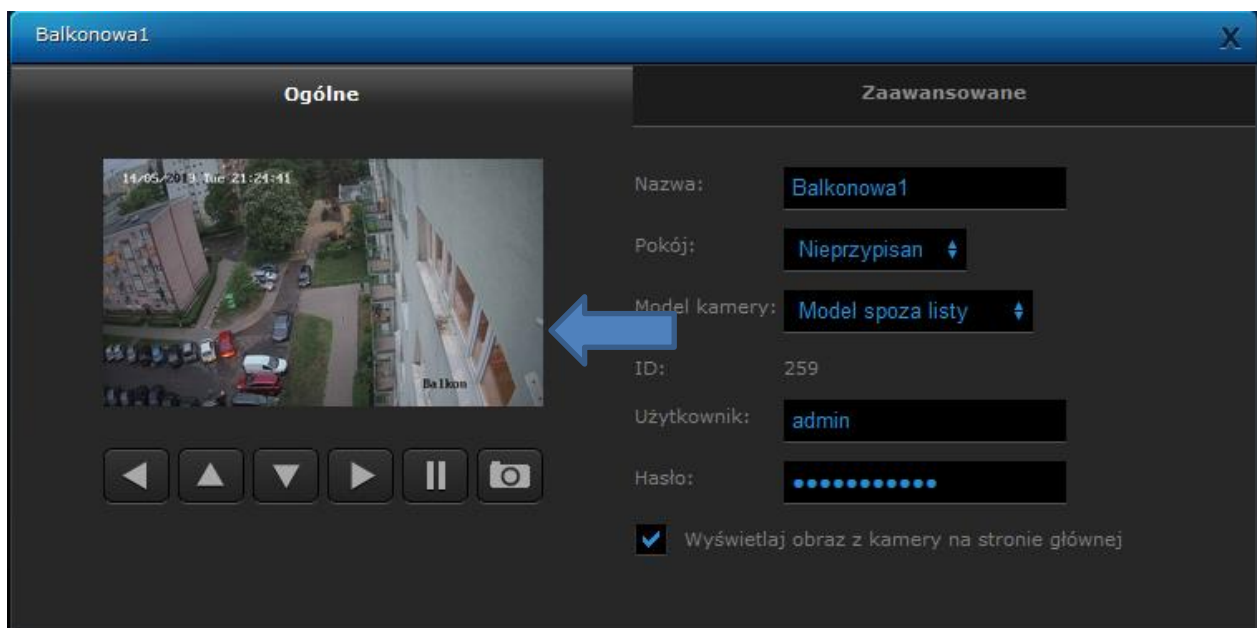 Balkonowa1
X
Ogólne
Zaawansowane
14/05/2013 Tue 21:24:41
Balkon
Nazwa:
Balkonowa1
Pokój:
Nieprzypisan
Model kamery:
Model spoza listy
ID:
259
Użytkownik:
admin
Hasło:
●●●●●●●●●●●
Wyświetlaj obraz z kamery na stronie głównej